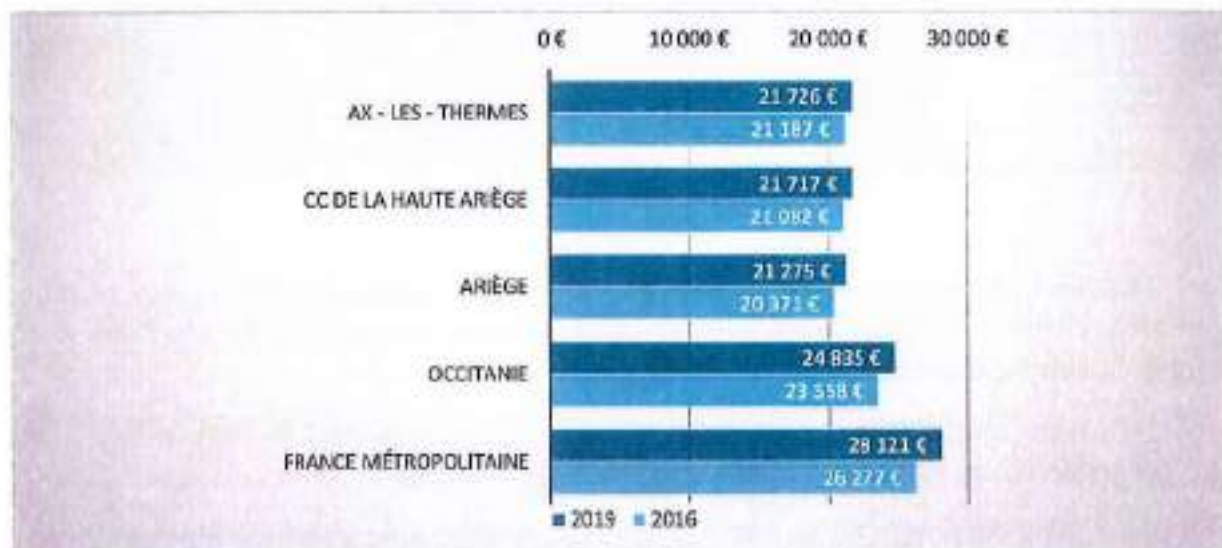 0 € 10 000 € 20 000 € 30 000 €
AX - LES - THERMES
21 726 €
21 187 €
CC DE LA HAUTE ARIÈGE
21 717 €
21 082 €
ARIÈGE
21 275 €
20 371 €
OCCITANIE
24 835 €
23 558 €
FRANCE MÉTROPOLITAINE
28 121 €
26 277 €
2019 2016